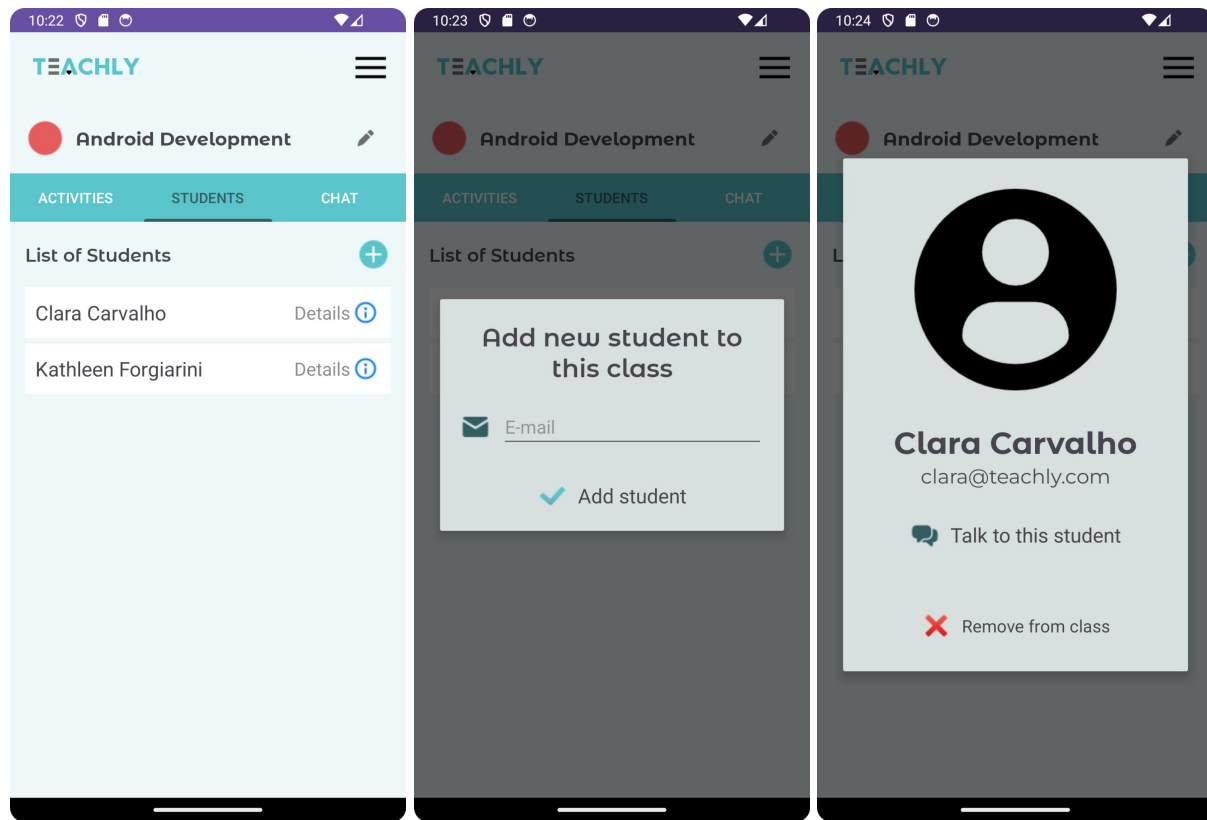 10:22
TEACHLY
Android Development
ACTIVITIES STUDENTS CHAT
List of Students
Clara Carvalho Details
Kathleen Forgiarini Details
10:23
TEACHLY
Android Development
ACTIVITIES STUDENTS CHAT
List of Students
Add new student to
this class
E-mail
Add student
10:24
TEACHLY
Android Development
L
Clara Carvalho
clara@teachly.com
Talk to this student
Remove from class